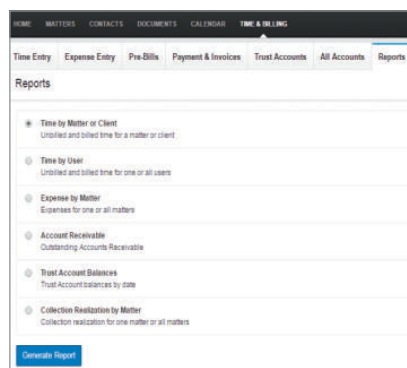 HOME MATTERS CONTACTS DOCUMENTS CALENDAR TIME & BILLING
Time Entry Expense Entry Pre-Bills Payment & Invoices Trust Accounts All Accounts Reports
Reports
Time by Matter or Client
Unbilled and billed time for a matter or client
Time by User
Unbilled and billed time for one or all users
Expense by Matter
Expenses for one or all matters
Account Receivable
Outstanding Accounts Receivable
Trust Account Balances
Trust Account balances by date
Collection Realization by Matter
Collection realization for one matter or all matters
Generate Report